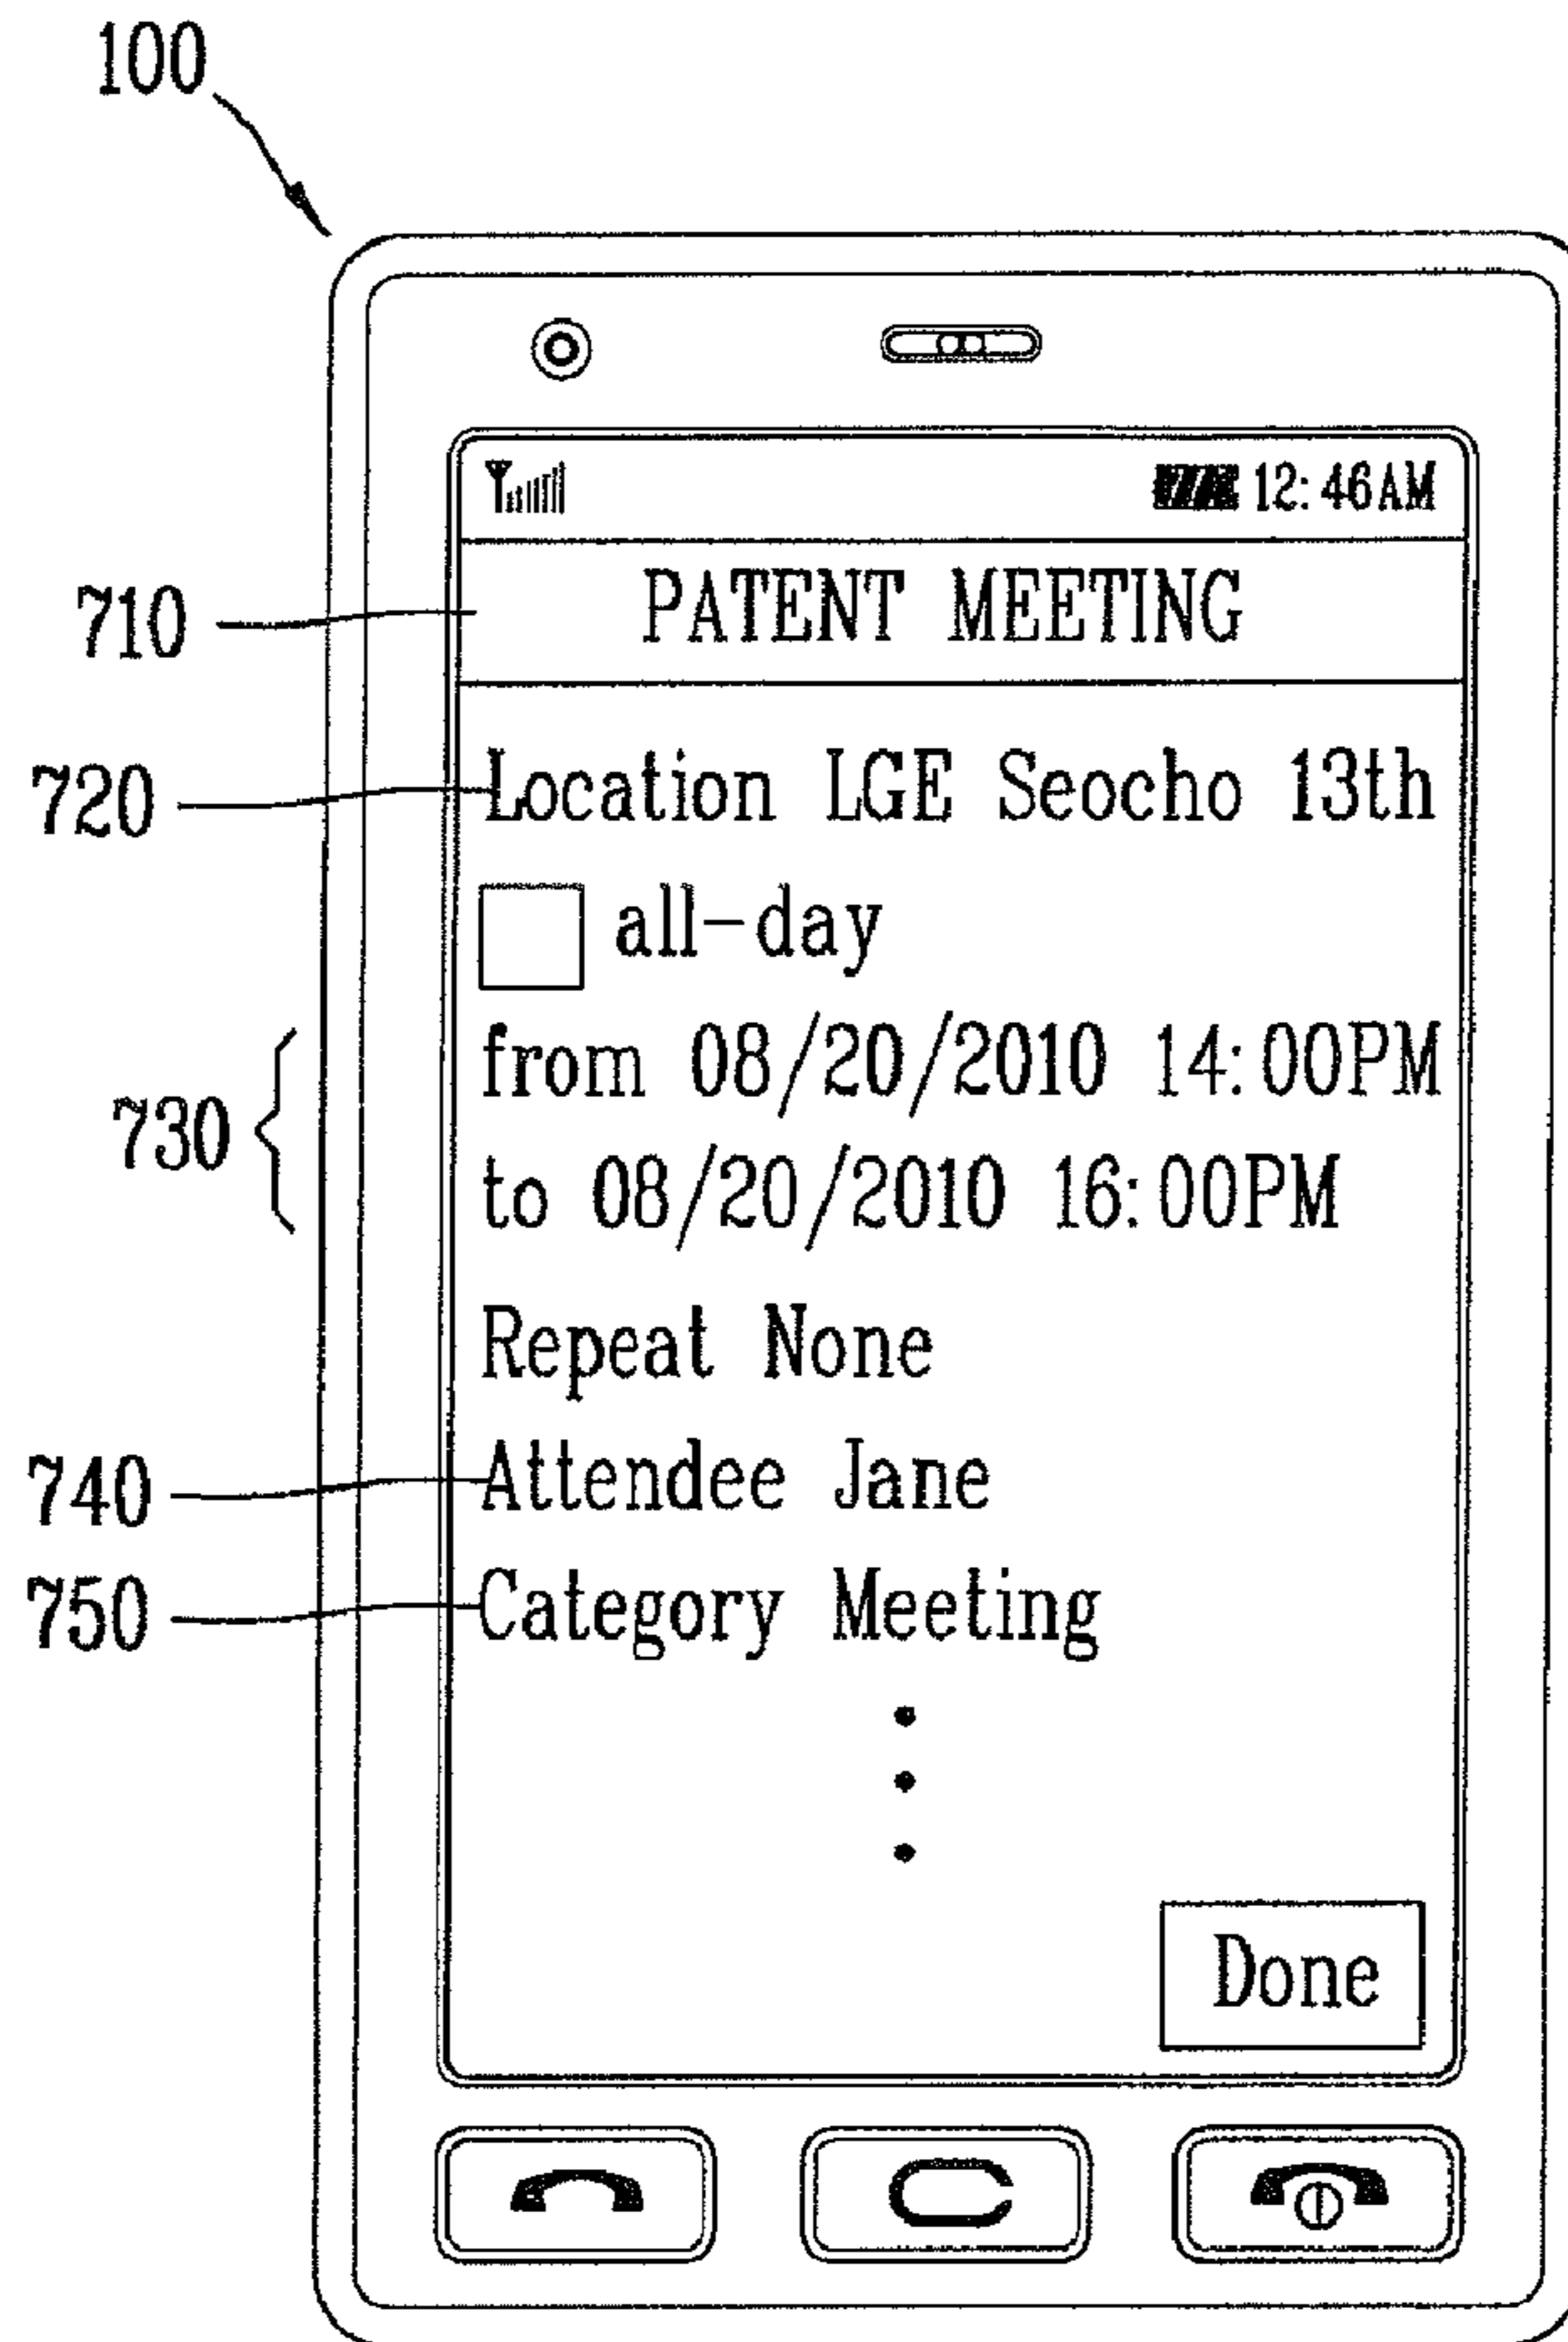 100
12:46AM
710 PATENT MEETING
720 Location LGE Seocho 13th
all-day
from 08/20/2010 14:00PM
730
to 08/20/2010 16:00PM
Repeat None
740 Attendee Jane
750 Category Meeting
Done